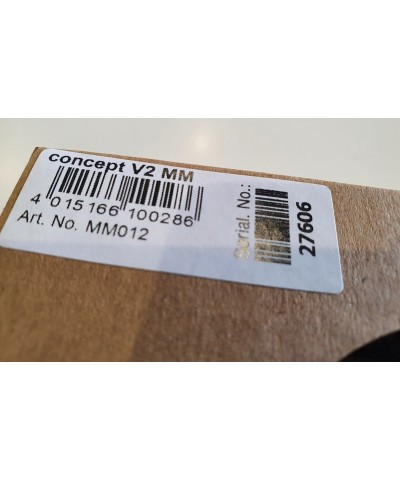 concept V2 MM
4 015166 100286
Art. No. MM012
Serial. No.:
27606